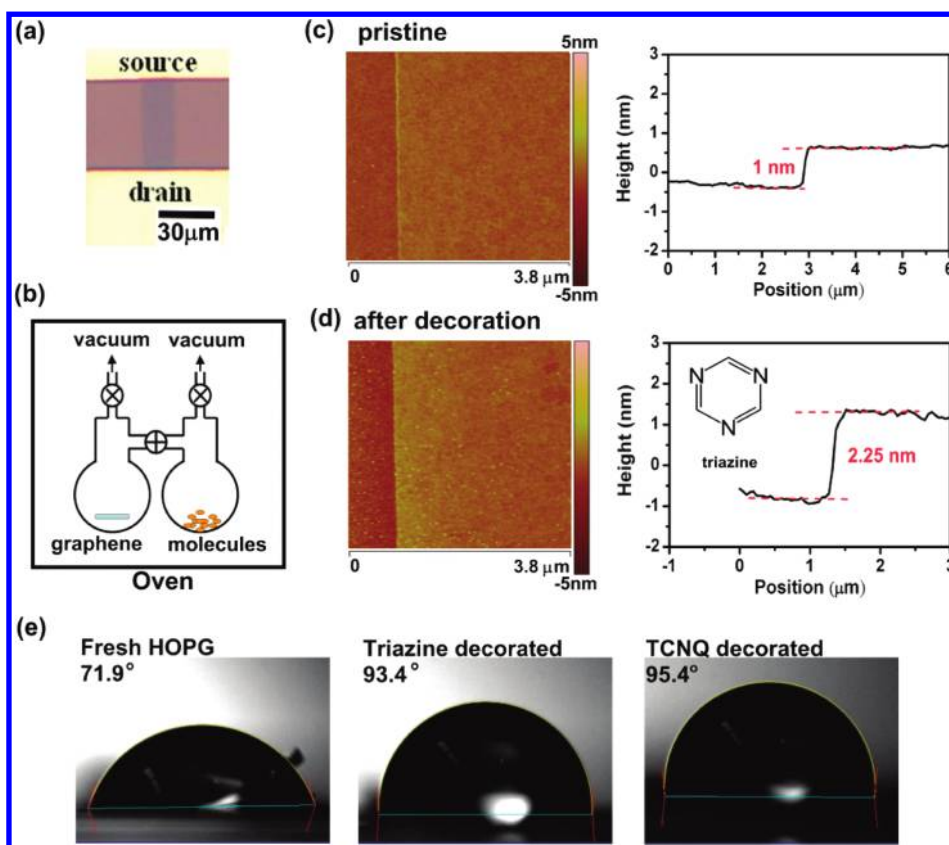 (a)
source
drain
30μm
(b)
vacuum vacuum
graphene molecules
Oven
(c) pristine
5nm
0 3.8 μm
-5nm
Height (nm)
3
2
1
0
-1
-2
1 nm
0 1 2 3 4 5 6
Position (μm)
(d) after decoration
0 3.8 μm
-5nm
Height (nm)
3
2
1
0
-1
-2
N N
N
triazine
2.25 nm
-1 0 1 2 3
Position (μm)
(e)
Fresh HOPG
71.9°
Triazine decorated
93.4°
TCNQ decorated
95.4°